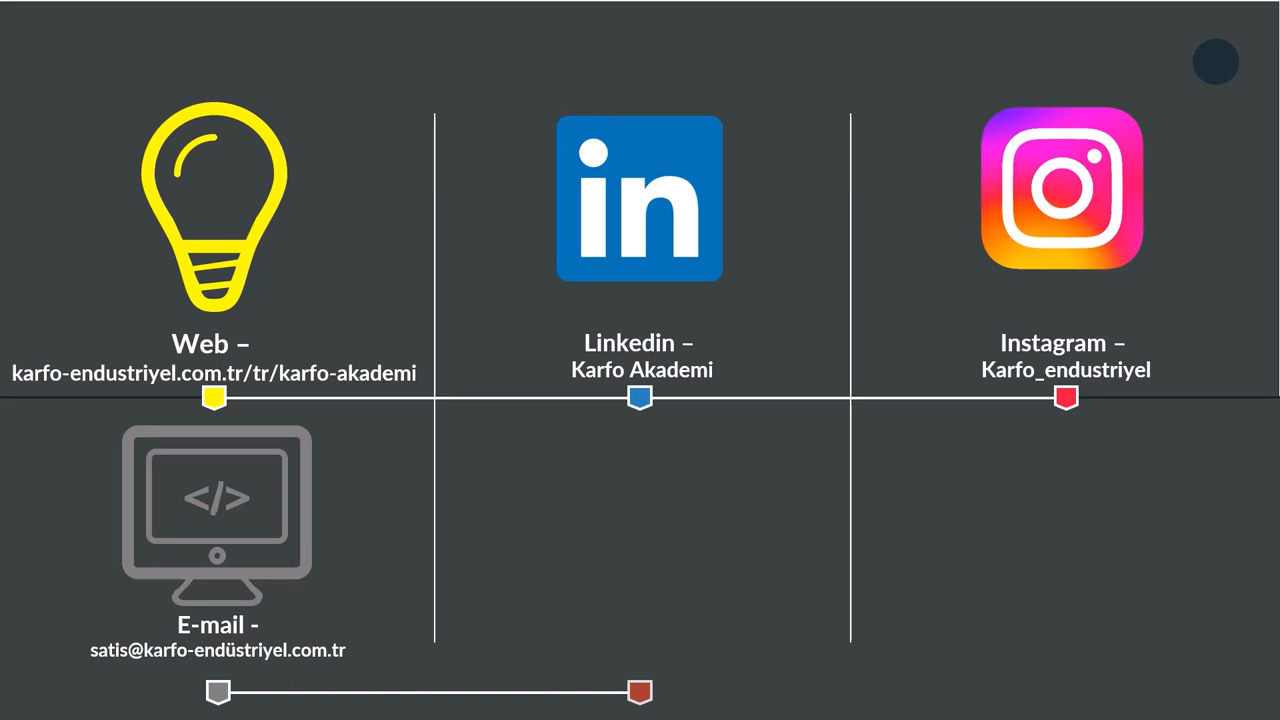 in
Web –
karfo-endustriyel.com.tr/tr/karfo-akademi
Linkedin –
Karfo Akademi
Instagram –
Karfo_endustriyel
</>
E-mail -
satis@karfo-endüstriyel.com.tr